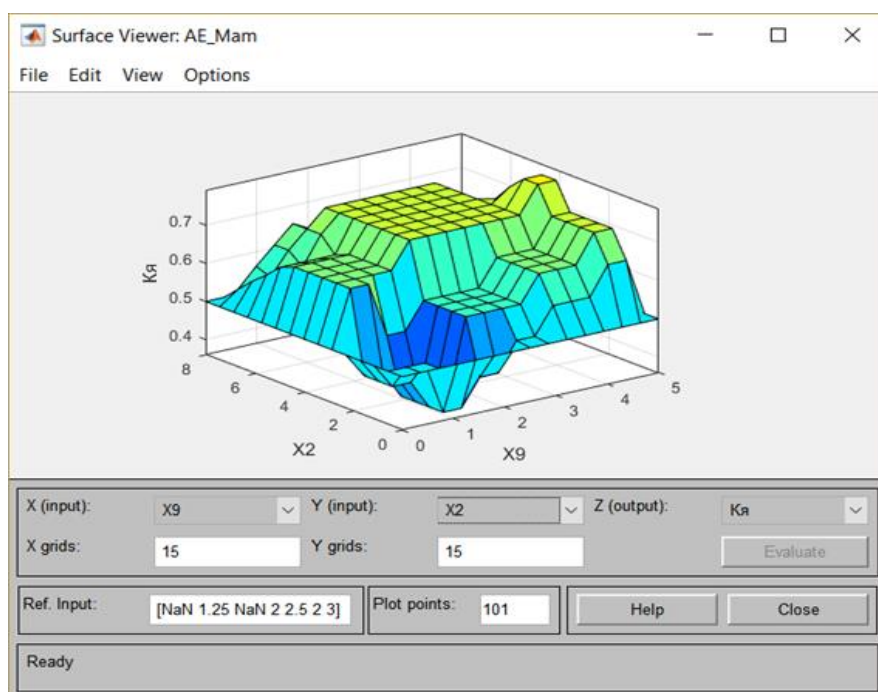 Surface Viewer: AE_Mam
File Edit View Options
0.7
0.6
0.5
0.4
Кя
8
6
4
2
0
X2
0
1
2
3
4
5
X9
X (input): X9 Y (input): X2 Z (output): Кя
X grids: 15 Y grids: 15 Evaluate
Ref. Input: [NaN 1.25 NaN 2 2.5 2 3] Plot points: 101 Help Close
Ready